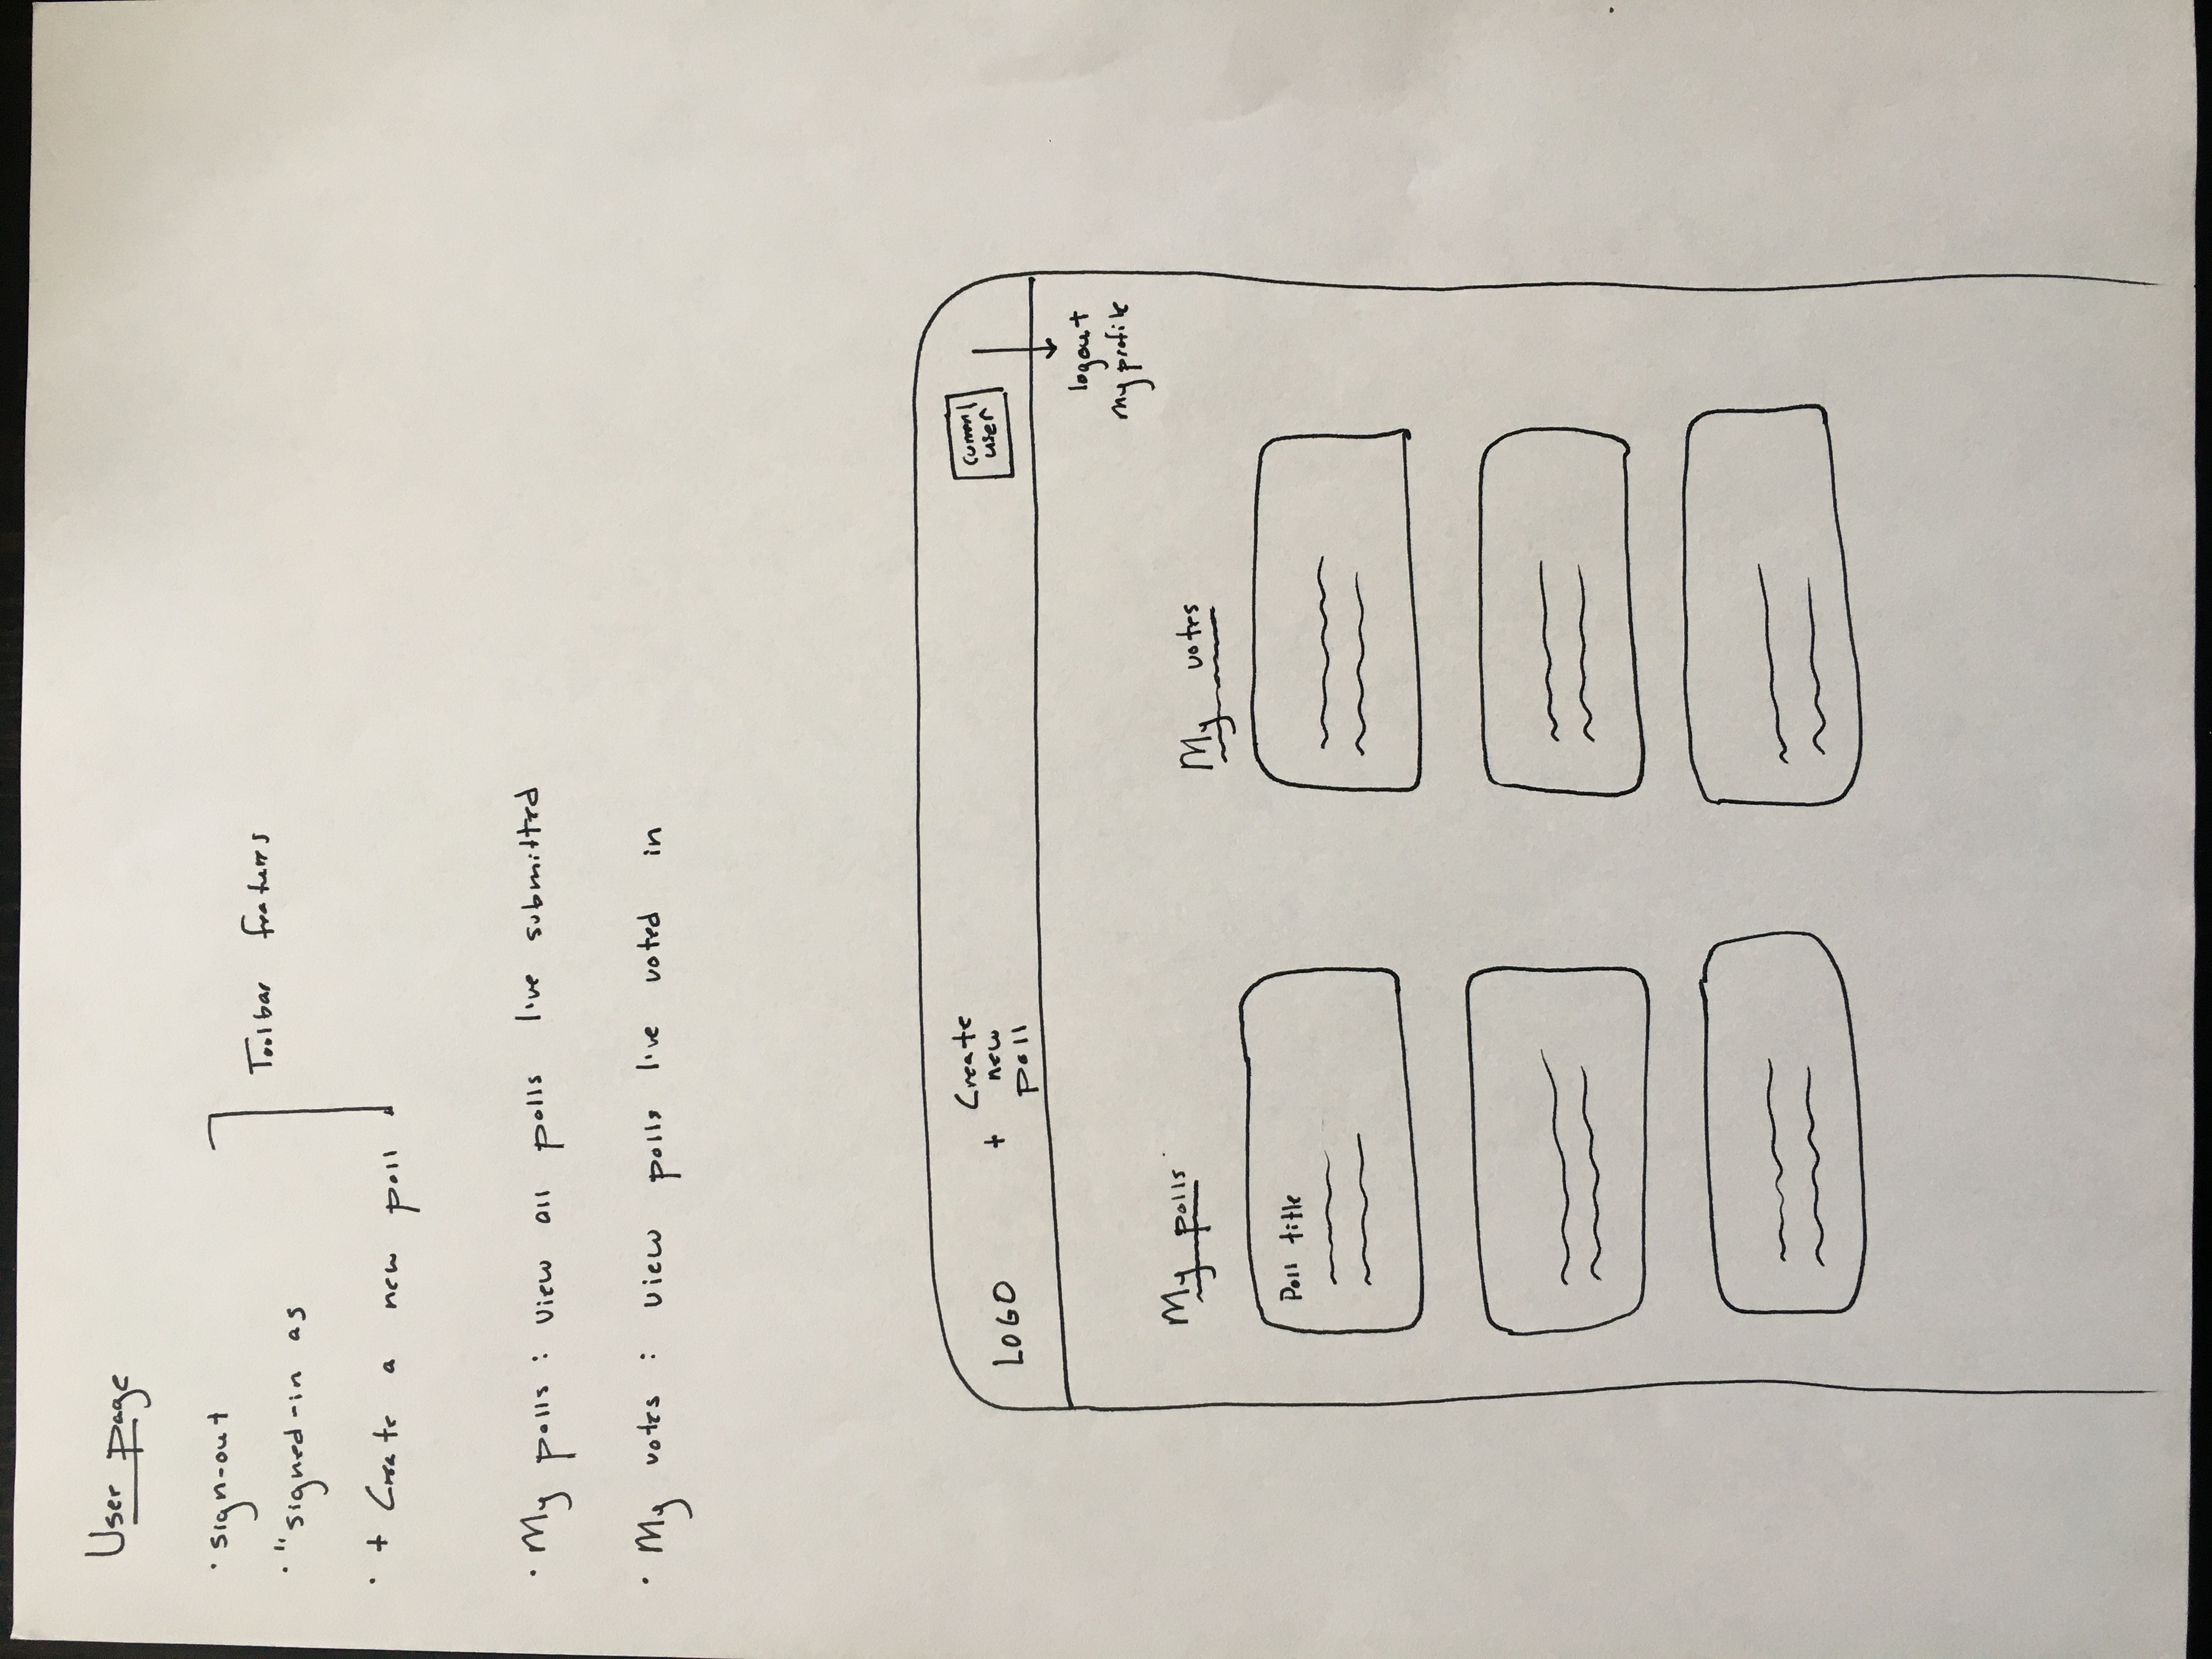 User page
· sign-out
· "signed-in as
· + Create a new poll
Toolbar features
· My polls : view all polls I've submitted
· My votes : view polls I've voted in
LOGO
+ Create
new
poll
current
user
logout
my profile
My polls
My votes
Poll title